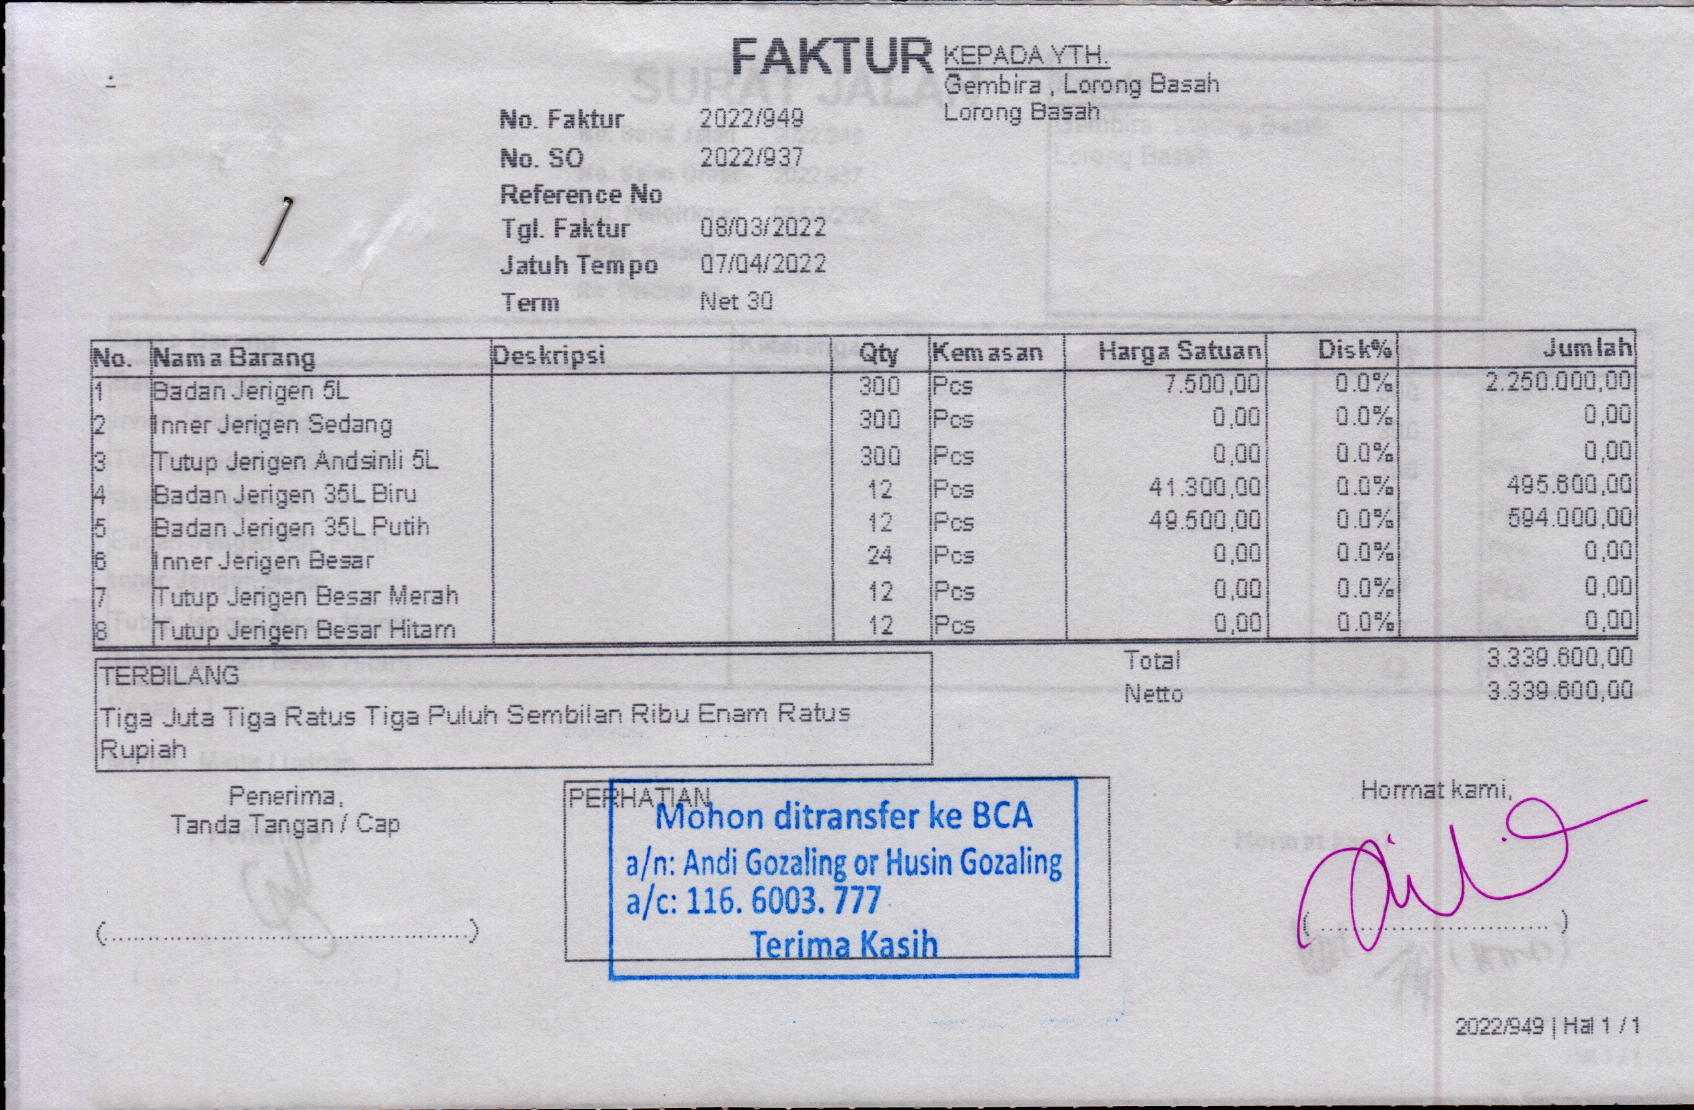 FAKTUR
KEPADA YTH.
Gembira , Lorong Basah
Lorong Basah
No. Faktur 2022/949
No. SO 2022/937
Reference No
Tgl. Faktur 08/03/2022
Jatuh Tempo 07/04/2022
Term Net 30
No. Nama Barang Deskripsi Qty Kemasan Harga Satuan Disk% Jumlah
1 Badan Jerigen 5L 300 Pcs 7.500,00 0.0% 2.250.000,00
2 Inner Jerigen Sedang 300 Pcs 0,00 0.0% 0,00
3 Tutup Jerigen Andsinli 5L 300 Pcs 0,00 0.0% 0,00
4 Badan Jerigen 35L Biru 12 Pcs 41.300,00 0.0% 495.600,00
5 Badan Jerigen 35L Putih 12 Pcs 49.500,00 0.0% 594.000,00
6 Inner Jerigen Besar 24 Pcs 0,00 0.0% 0,00
7 Tutup Jerigen Besar Merah 12 Pcs 0,00 0.0% 0,00
8 Tutup Jerigen Besar Hitam 12 Pcs 0,00 0.0% 0,00
Total 3.339.600,00
Netto 3.339.600,00
TERBILANG
Tiga Juta Tiga Ratus Tiga Puluh Sembilan Ribu Enam Ratus
Rupiah
Penerima,
Tanda Tangan / Cap
(....................................................)
PERHATIAN
Mohon ditransfer ke BCA
a/n: Andi Gozaling or Husin Gozaling
a/c: 116. 6003. 777
Terima Kasih
Hormat kami,
(....................................)
2022/949 | Hal 1 / 1